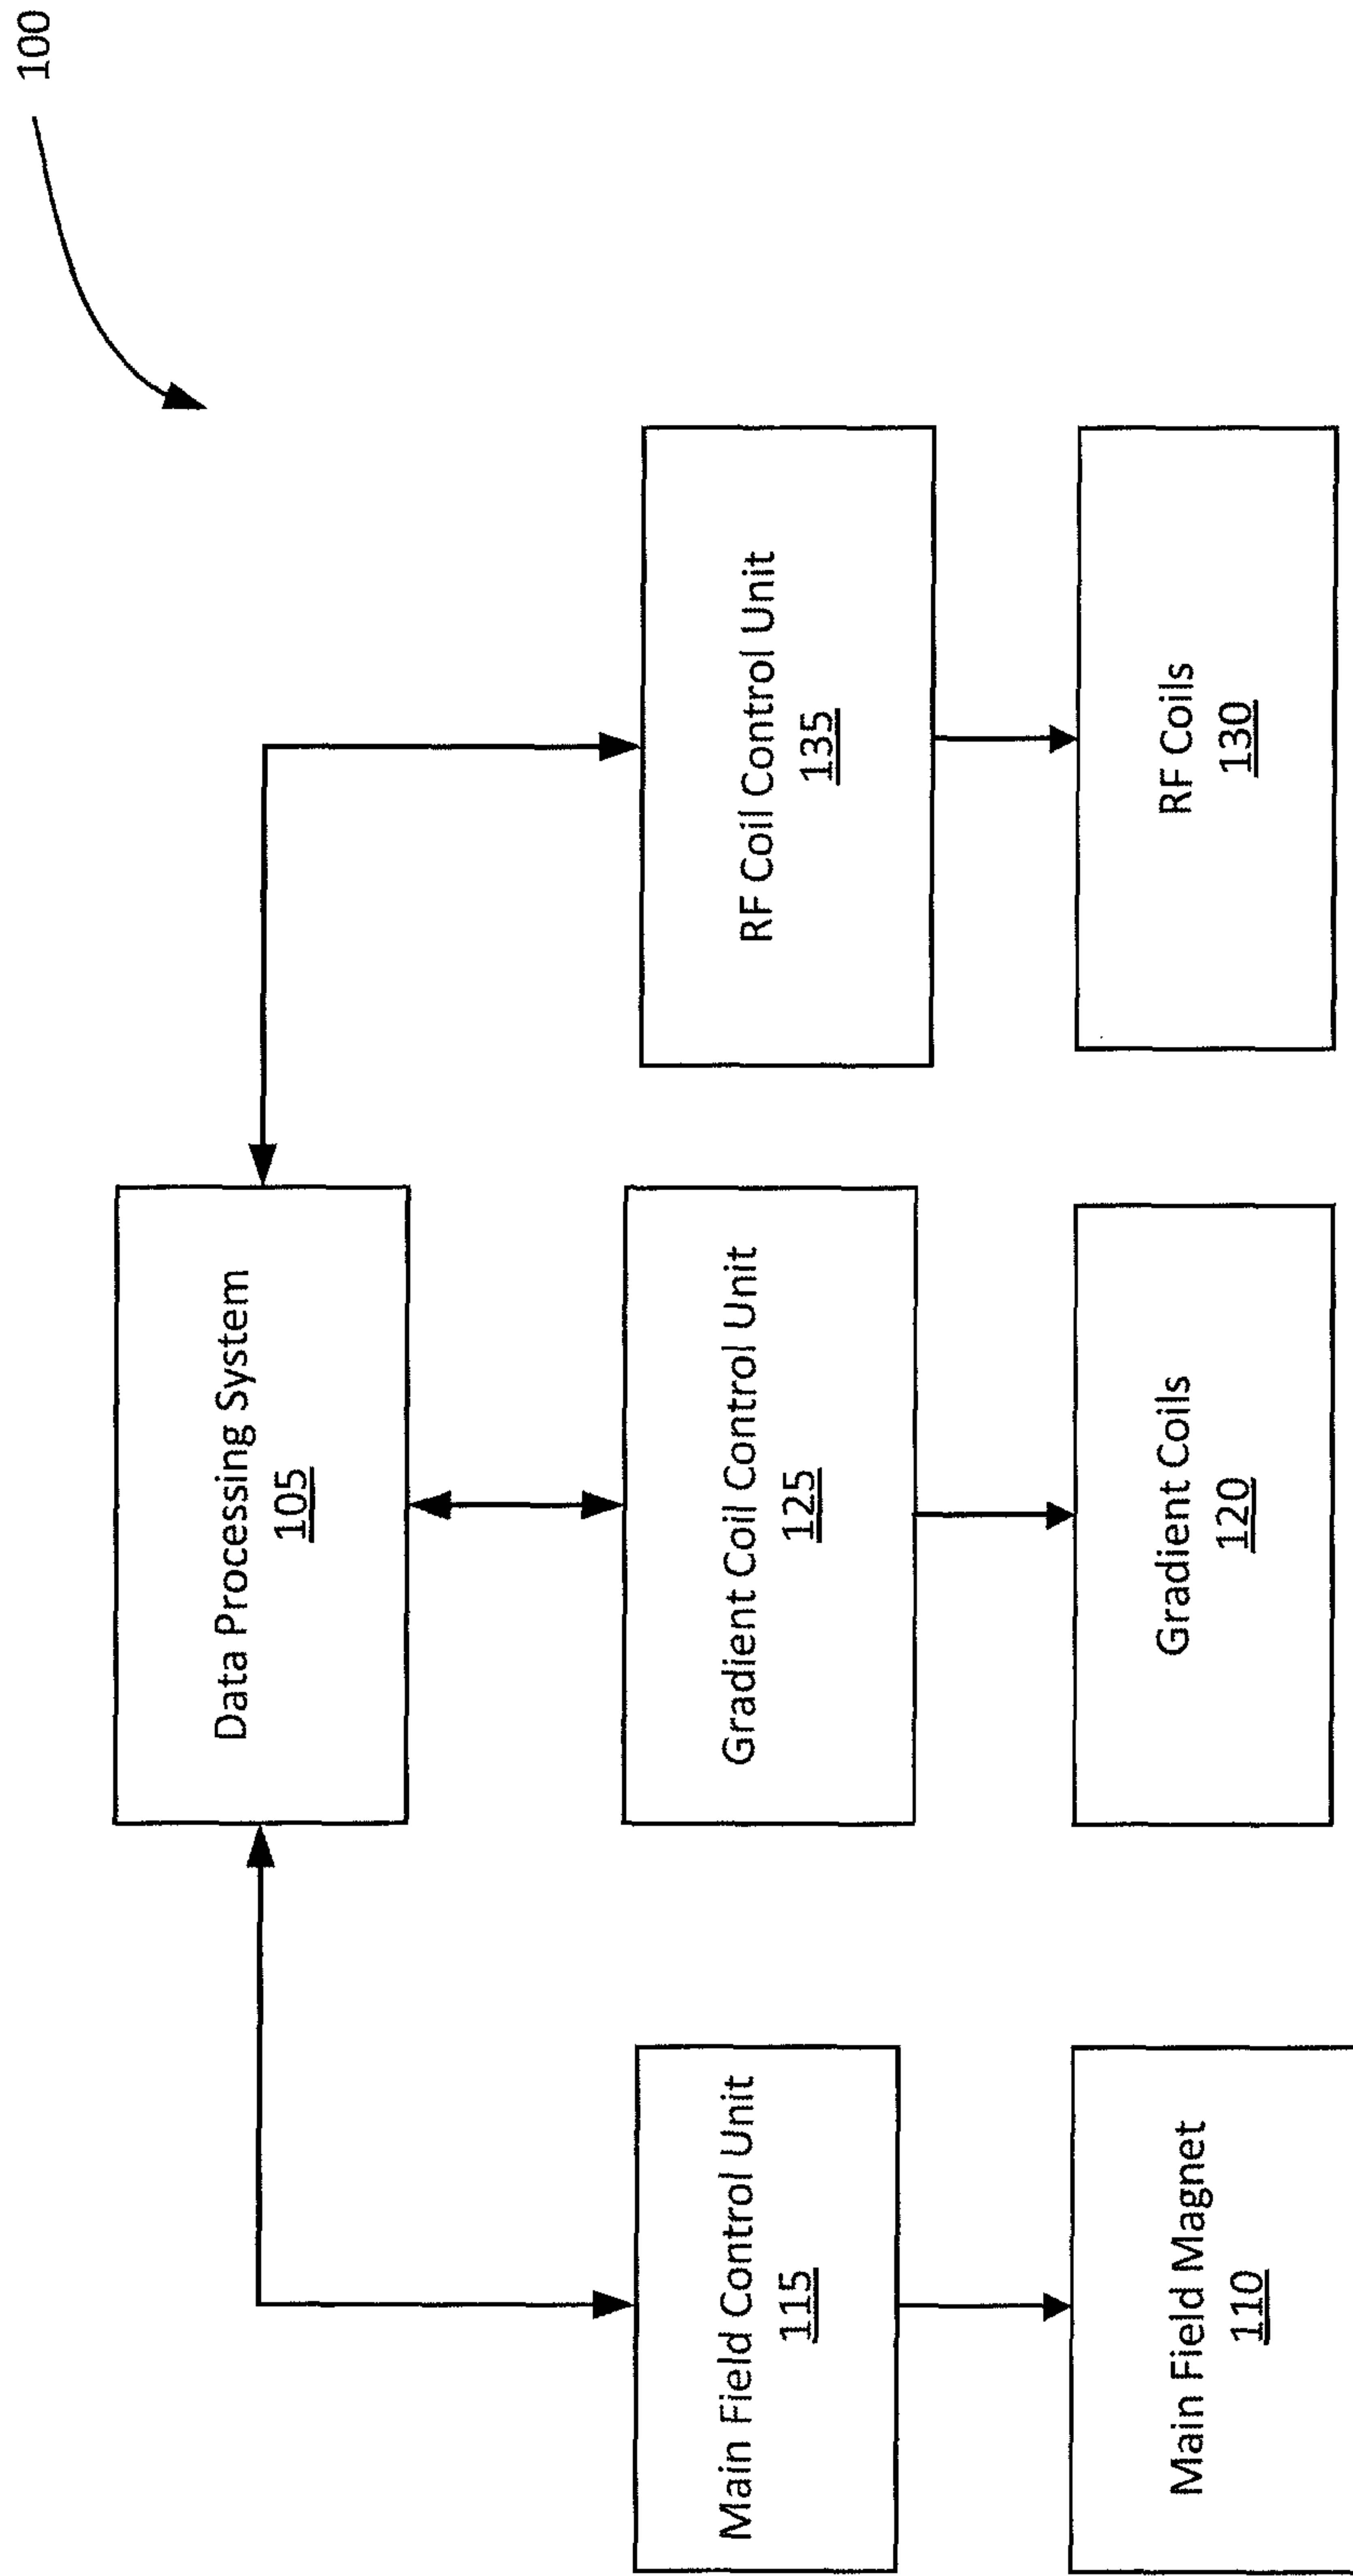 100
Data Processing System
105
Main Field Control Unit
115
Gradient Coil Control Unit
125
RF Coil Control Unit
135
Main Field Magnet
110
Gradient Coils
120
RF Coils
130